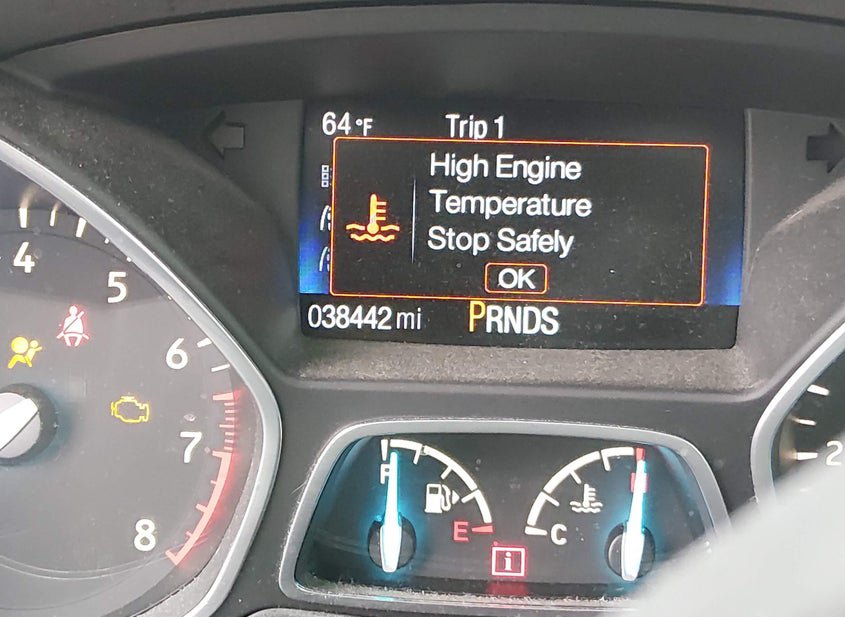 64°F Trip 1
High Engine
Temperature
Stop Safely
OK
038442 mi PRNDS
4
5
6
7
8
F
E
C
H
i
2